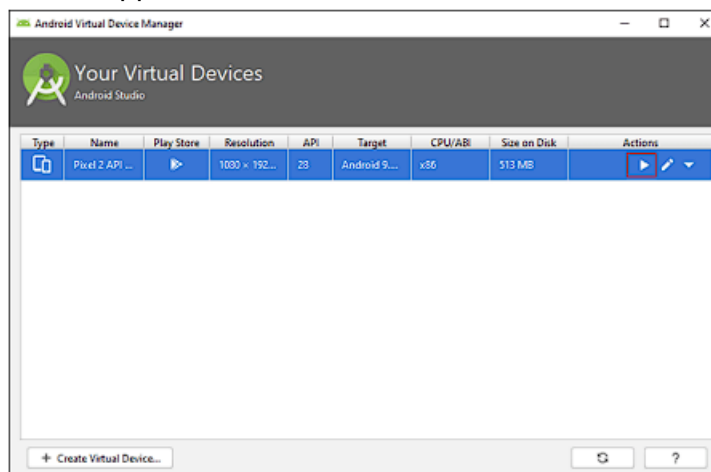 Android Virtual Device Manager
Your Virtual Devices
Android Studio
Type Name Play Store Resolution API Target CPU/ABI Size on Disk Actions
Pixel 2 API ... 1080 × 192... 28 Android 9.... x86 513 MB
+ Create Virtual Device...
?